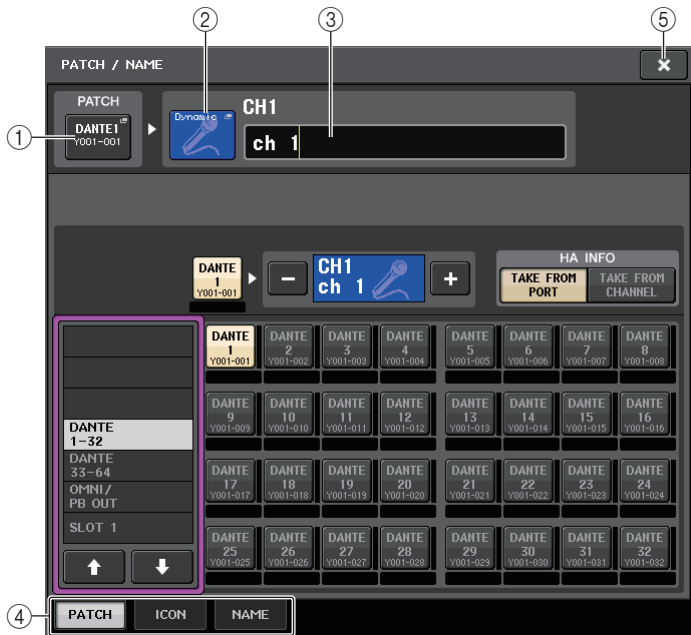 ① ② ③ ④ ⑤
PATCH / NAME
×
PATCH
DANTE1
Y001-001
Dynamic
CH1
ch 1
DANTE
1
Y001-001
−
CH1
ch 1
+
HA INFO
TAKE FROM PORT
TAKE FROM CHANNEL
DANTE
1-32
DANTE
33-64
OMNI/
PB OUT
SLOT 1
DANTE 1 Y001-001
DANTE 2 Y001-002
DANTE 3 Y001-003
DANTE 4 Y001-004
DANTE 5 Y001-005
DANTE 6 Y001-006
DANTE 7 Y001-007
DANTE 8 Y001-008
DANTE 9 Y001-009
DANTE 10 Y001-010
DANTE 11 Y001-011
DANTE 12 Y001-012
DANTE 13 Y001-013
DANTE 14 Y001-014
DANTE 15 Y001-015
DANTE 16 Y001-016
DANTE 17 Y001-017
DANTE 18 Y001-018
DANTE 19 Y001-019
DANTE 20 Y001-020
DANTE 21 Y001-021
DANTE 22 Y001-022
DANTE 23 Y001-023
DANTE 24 Y001-024
DANTE 25 Y001-025
DANTE 26 Y001-026
DANTE 27 Y001-027
DANTE 28 Y001-028
DANTE 29 Y001-029
DANTE 30 Y001-030
DANTE 31 Y001-031
DANTE 32 Y001-032
PATCH ICON NAME